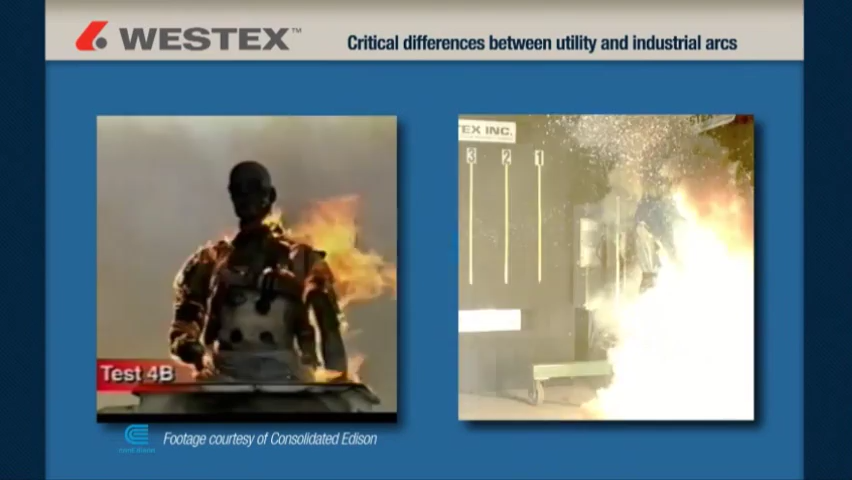 WESTEX™
Critical differences between utility and industrial arcs
TEX INC.
3 2 1
Test 4B
Footage courtesy of Consolidated Edison